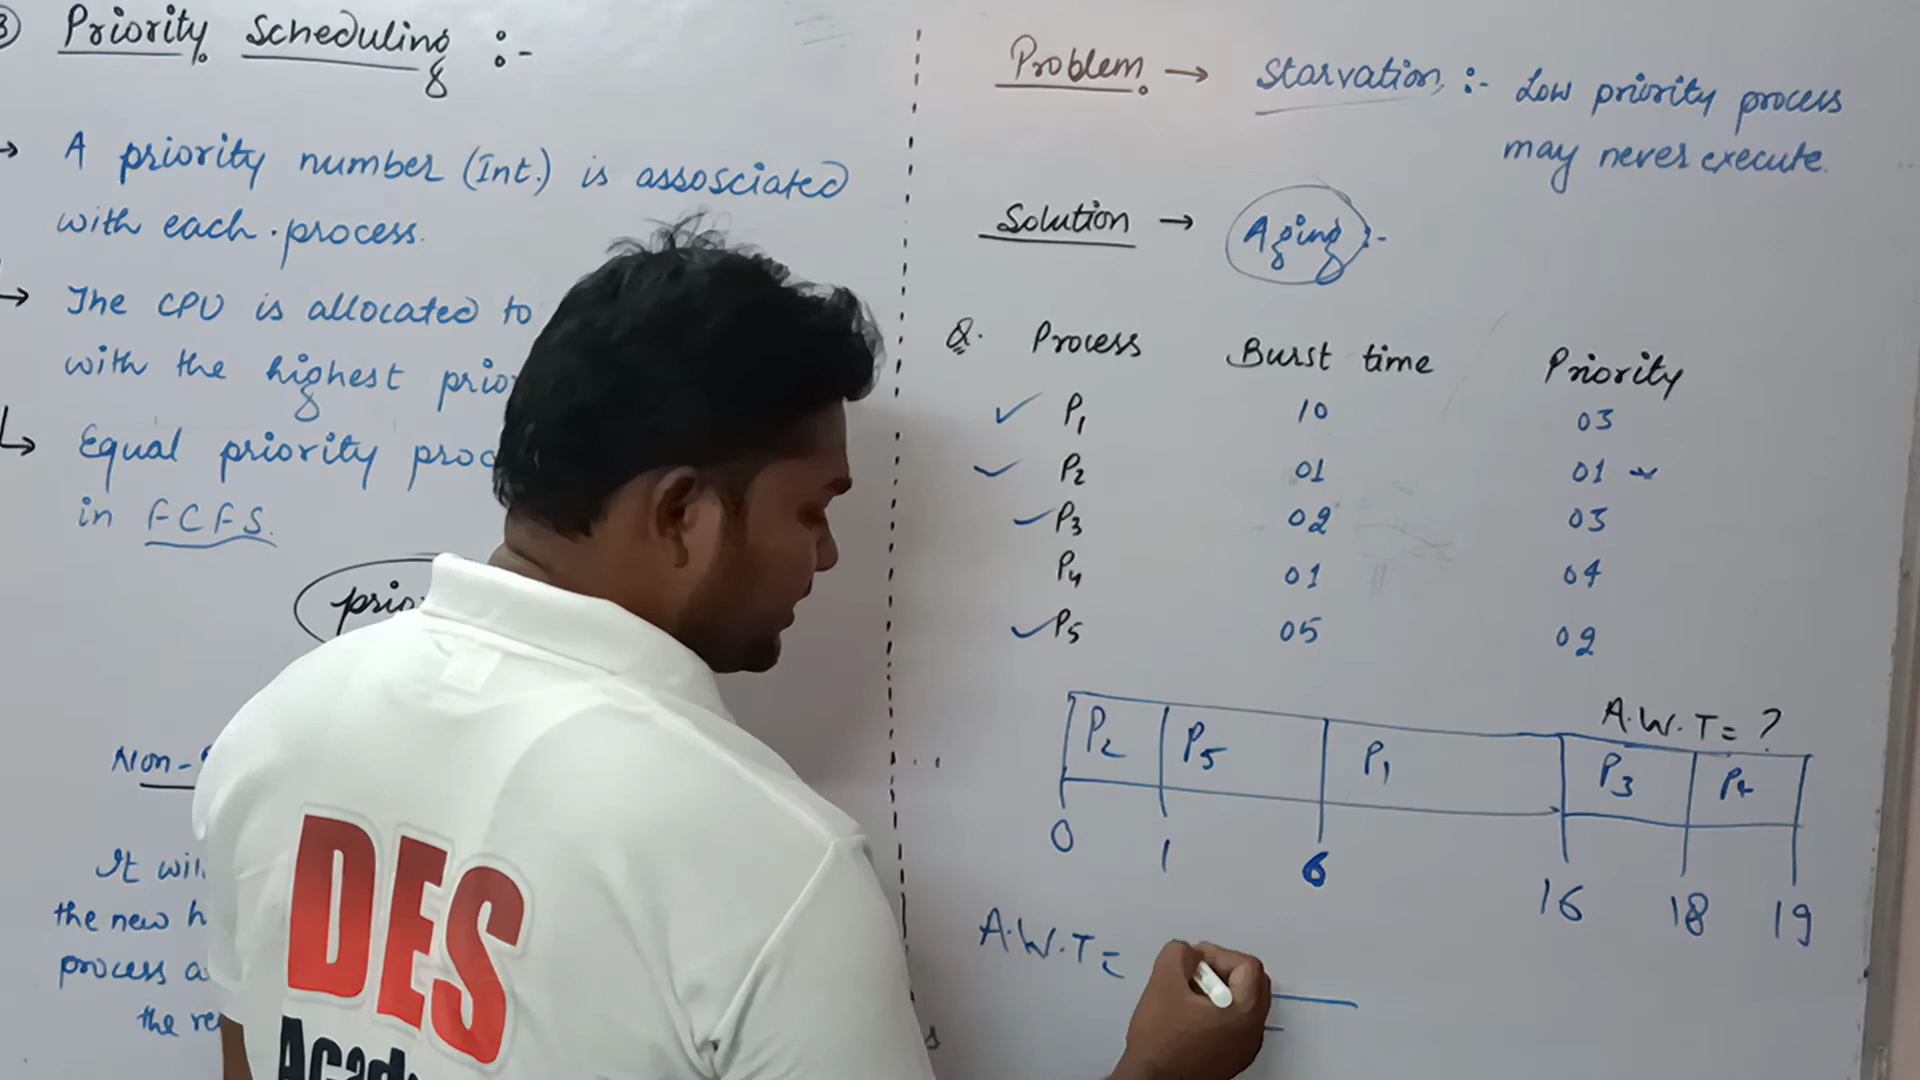 Priority Scheduling :-
→ A priority number (Int.) is assosciated
with each process.
→ The CPU is allocated to
with the highest prio
↳ Equal priority proc
in FCFS.
prio
Non-
It wil
the new h
process a
the re
Problem → Starvation :- Low priority process
may never execute.
Solution → Aging :-
Q. Process Burst time Priority
✓ P1 10 03
✓ P2 01 01
✓ P3 02 03
P4 01 04
✓ P5 05 02
A.W.T = ?
P2 P5 P1 P3 P4
0 1 6 16 18 19
A.W.T =
DES
Acad